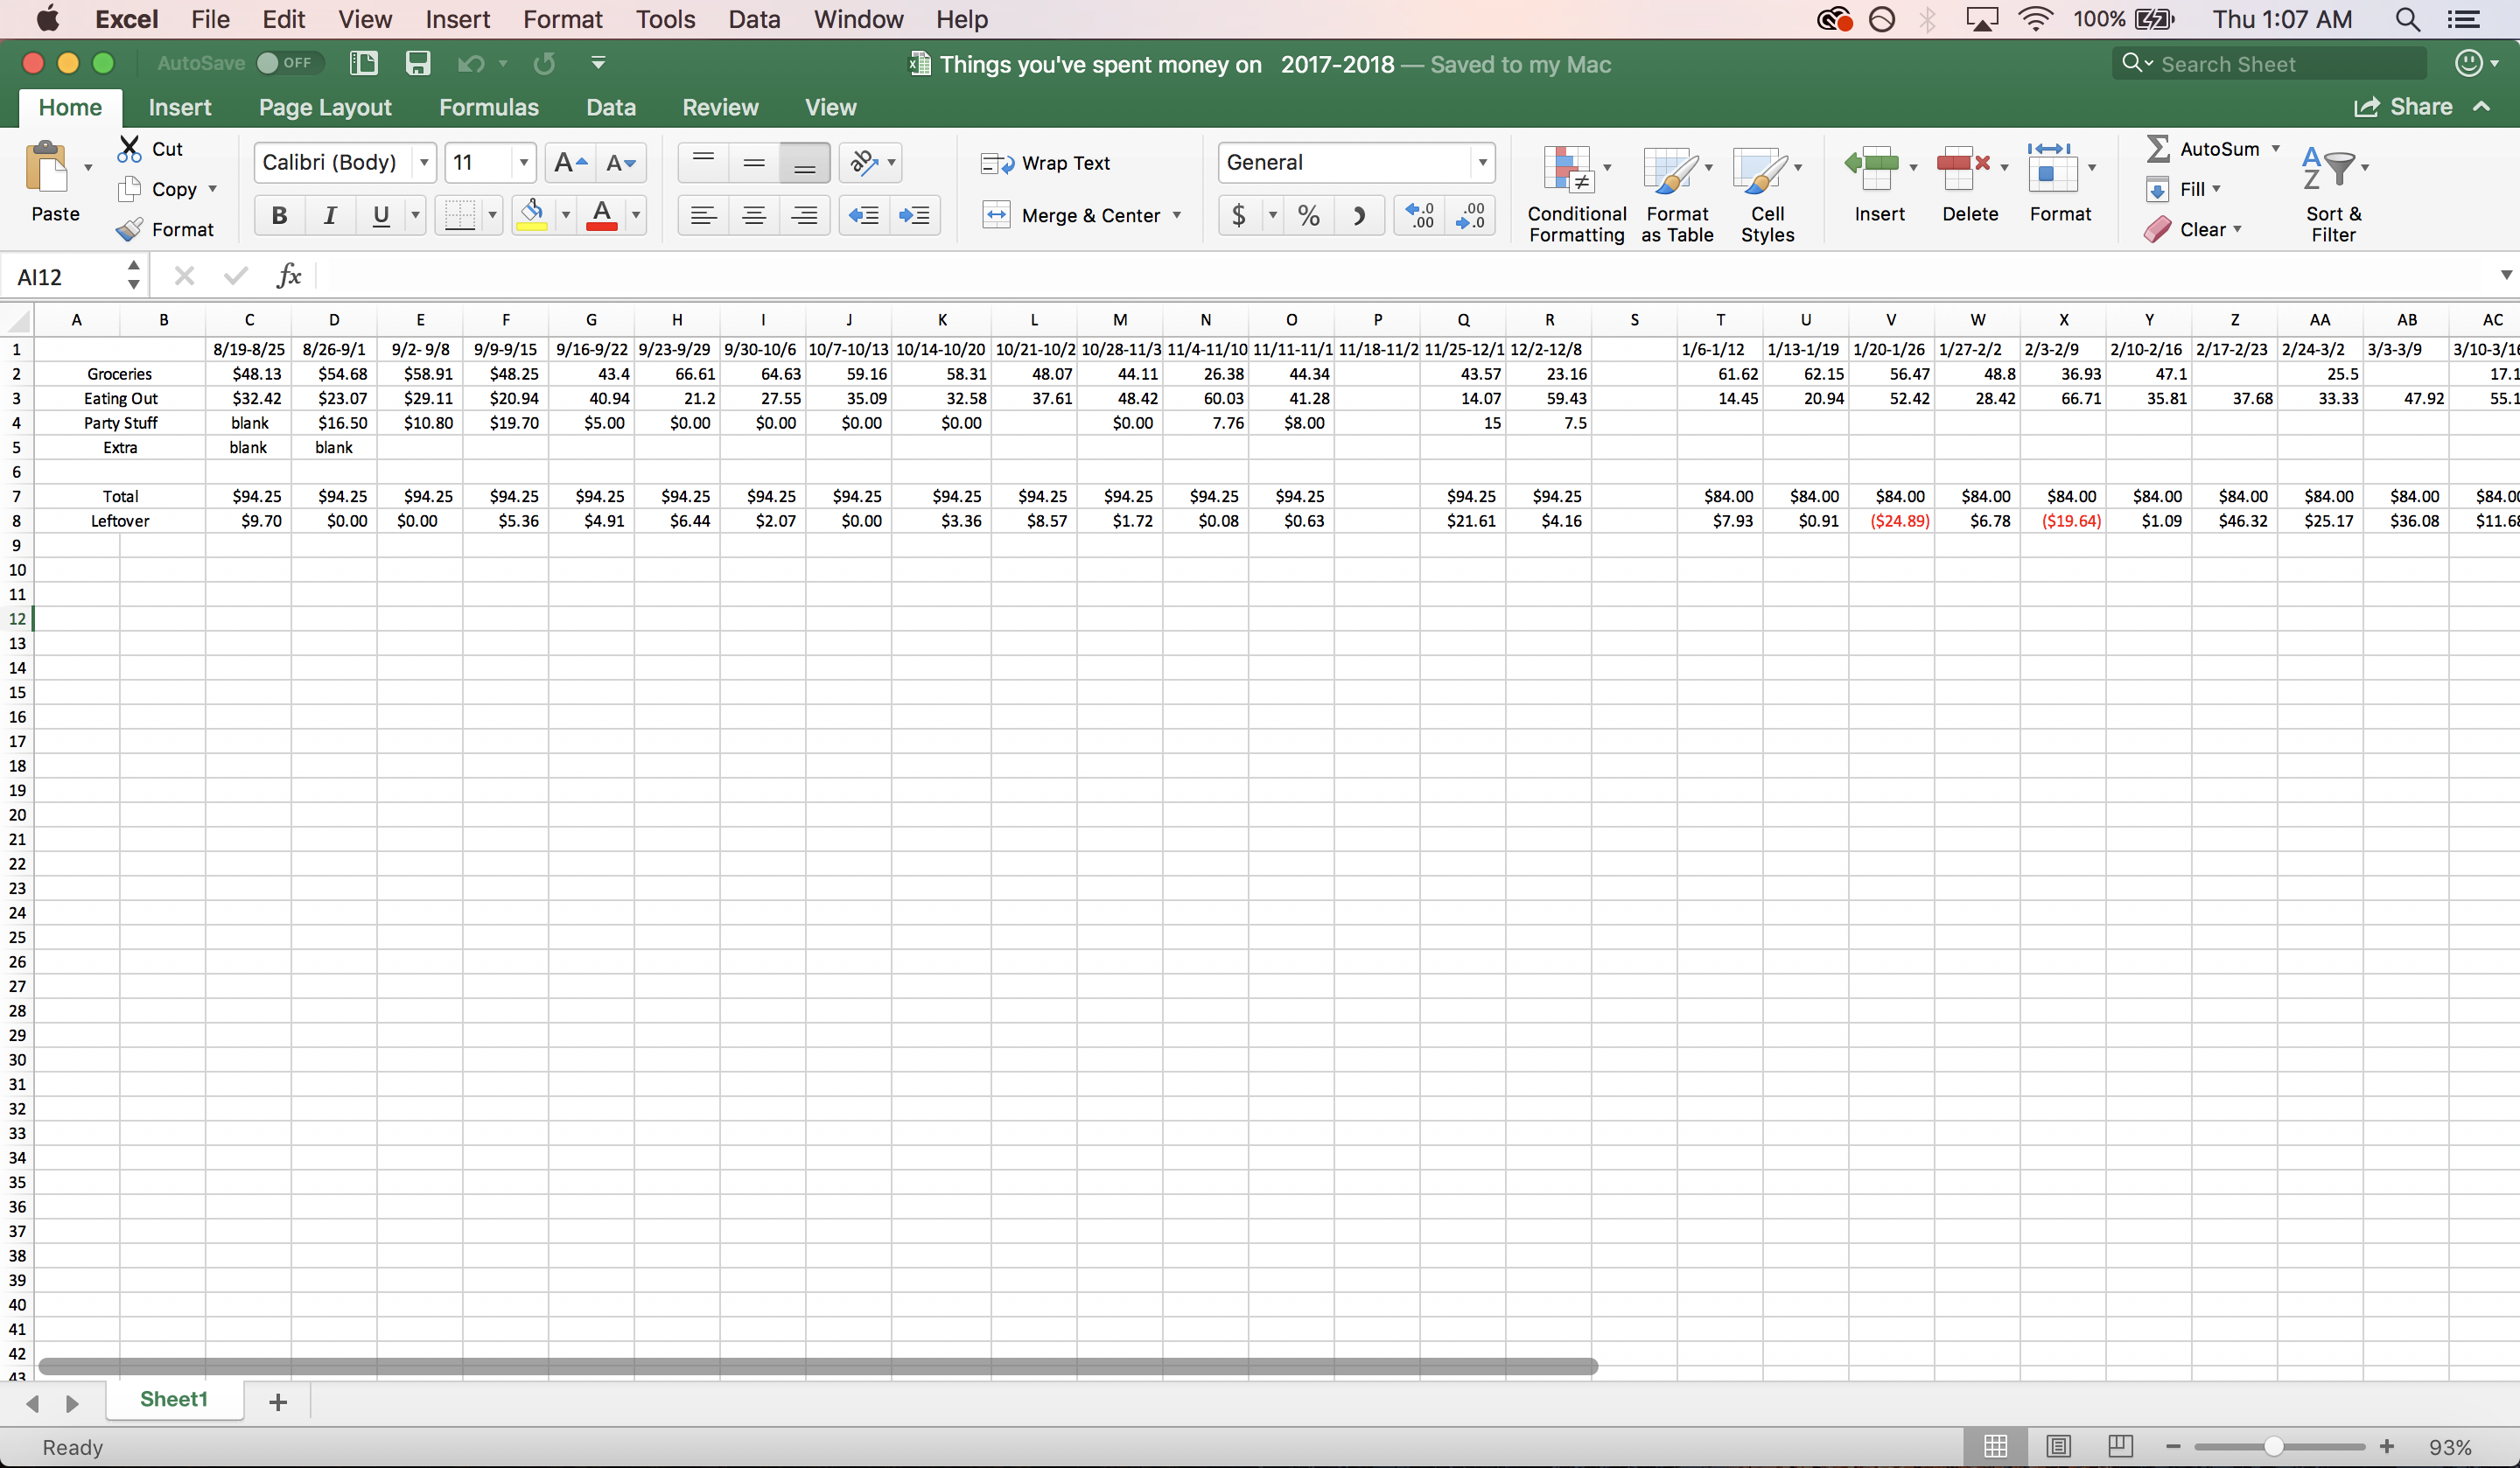 Excel File Edit View Insert Format Tools Data Window Help 100% Thu 1:07 AM
AutoSave OFF Things you've spent money on 2017-2018 — Saved to my Mac Search Sheet
Home Insert Page Layout Formulas Data Review View Share
Paste Cut Copy Format
Calibri (Body) 11 A A B I U A
ab Wrap Text Merge & Center
General $ % .0 .00 .00 .0
Conditional Formatting Format as Table Cell Styles
Insert Delete Format
AutoSum Fill Clear A Z Sort & Filter
AI12 fx
A B C D E F G H I J K L M N O P Q R S T U V W X Y Z AA AB AC
1 8/19-8/25 8/26-9/1 9/2- 9/8 9/9-9/15 9/16-9/22 9/23-9/29 9/30-10/6 10/7-10/13 10/14-10/20 10/21-10/2 10/28-11/3 11/4-11/10 11/11-11/1 11/18-11/2 11/25-12/1 12/2-12/8 1/6-1/12 1/13-1/19 1/20-1/26 1/27-2/2 2/3-2/9 2/10-2/16 2/17-2/23 2/24-3/2 3/3-3/9 3/10-3/16
2 Groceries $48.13 $54.68 $58.91 $48.25 43.4 66.61 64.63 59.16 58.31 48.07 44.11 26.38 44.34 43.57 23.16 61.62 62.15 56.47 48.8 36.93 47.1 25.5 17.1
3 Eating Out $32.42 $23.07 $29.11 $20.94 40.94 21.2 27.55 35.09 32.58 37.61 48.42 60.03 41.28 14.07 59.43 14.45 20.94 52.42 28.42 66.71 35.81 37.68 33.33 47.92 55.1
4 Party Stuff blank $16.50 $10.80 $19.70 $5.00 $0.00 $0.00 $0.00 $0.00 $0.00 7.76 $8.00 15 7.5
5 Extra blank blank
6
7 Total $94.25 $94.25 $94.25 $94.25 $94.25 $94.25 $94.25 $94.25 $94.25 $94.25 $94.25 $94.25 $94.25 $94.25 $94.25 $84.00 $84.00 $84.00 $84.00 $84.00 $84.00 $84.00 $84.00 $84.00 $84.00
8 Leftover $9.70 $0.00 $0.00 $5.36 $4.91 $6.44 $2.07 $0.00 $3.36 $8.57 $1.72 $0.08 $0.63 $21.61 $4.16 $7.93 $0.91 ($24.89) $6.78 ($19.64) $1.09 $46.32 $25.17 $36.08 $11.68
9
10
11
12
13
14
15
16
17
18
19
20
21
22
23
24
25
26
27
28
29
30
31
32
33
34
35
36
37
38
39
40
41
42
43
Sheet1 +
Ready 93%